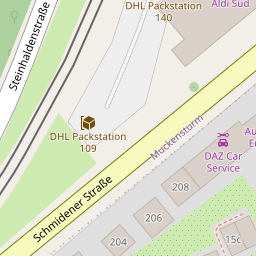 DHL Packstation
140
Aldi Süd
Steinhaldenstraße
DHL Packstation
109
Muckensturm
DAZ Car
Service
Schmidener Straße
208
206
204
15c